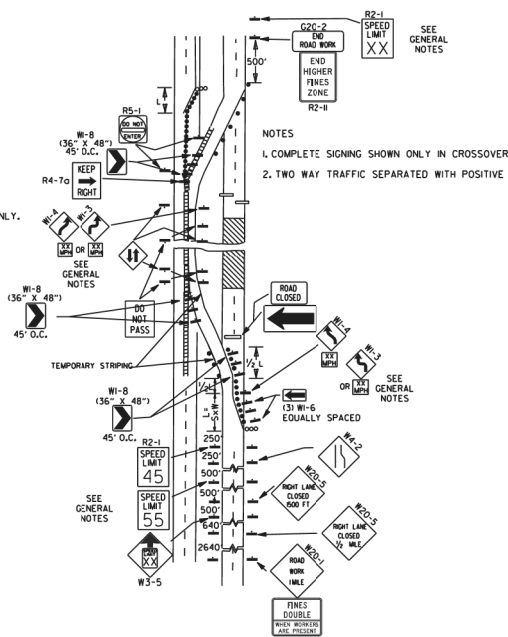 R2-1
SPEED
LIMIT
XX
SEE
GENERAL
NOTES
G20-2
END
ROAD WORK
END
HIGHER
FINES
ZONE
R2-11
500'
L
R5-1
DO NOT
ENTER
W1-8
(36" X 48")
45' O.C.
KEEP
RIGHT
R4-7a
NOTES
1. COMPLETE SIGNING SHOWN ONLY IN CROSSOVER
2. TWO WAY TRAFFIC SEPARATED WITH POSITIVE
NLY.
W1-4
W1-3
XX
MPH
OR
XX
MPH
SEE
GENERAL
NOTES
W1-8
(36" X 48")
45' O.C.
DO
NOT
PASS
ROAD
CLOSED
W1-4
XX
MPH
W1-3
OR
XX
MPH
SEE
GENERAL
NOTES
TEMPORARY STRIPING
½ L
½L
L=
SxW
W1-8
(36" X 48")
45' O.C.
(3) W1-6
EQUALLY SPACED
R2-1
SPEED
LIMIT
45
250'
250'
500'
500'
500'
640'
2640'
W4-2
SPEED
LIMIT
55
SEE
GENERAL
NOTES
W20-5
RIGHT LANE
CLOSED
1500 FT
W20-5
RIGHT LANE
CLOSED
½ MILE
SPEED
LIMIT
XX
W3-5
W20-1
ROAD
WORK
1 MILE
FINES
DOUBLE
WHEN WORKERS
ARE PRESENT